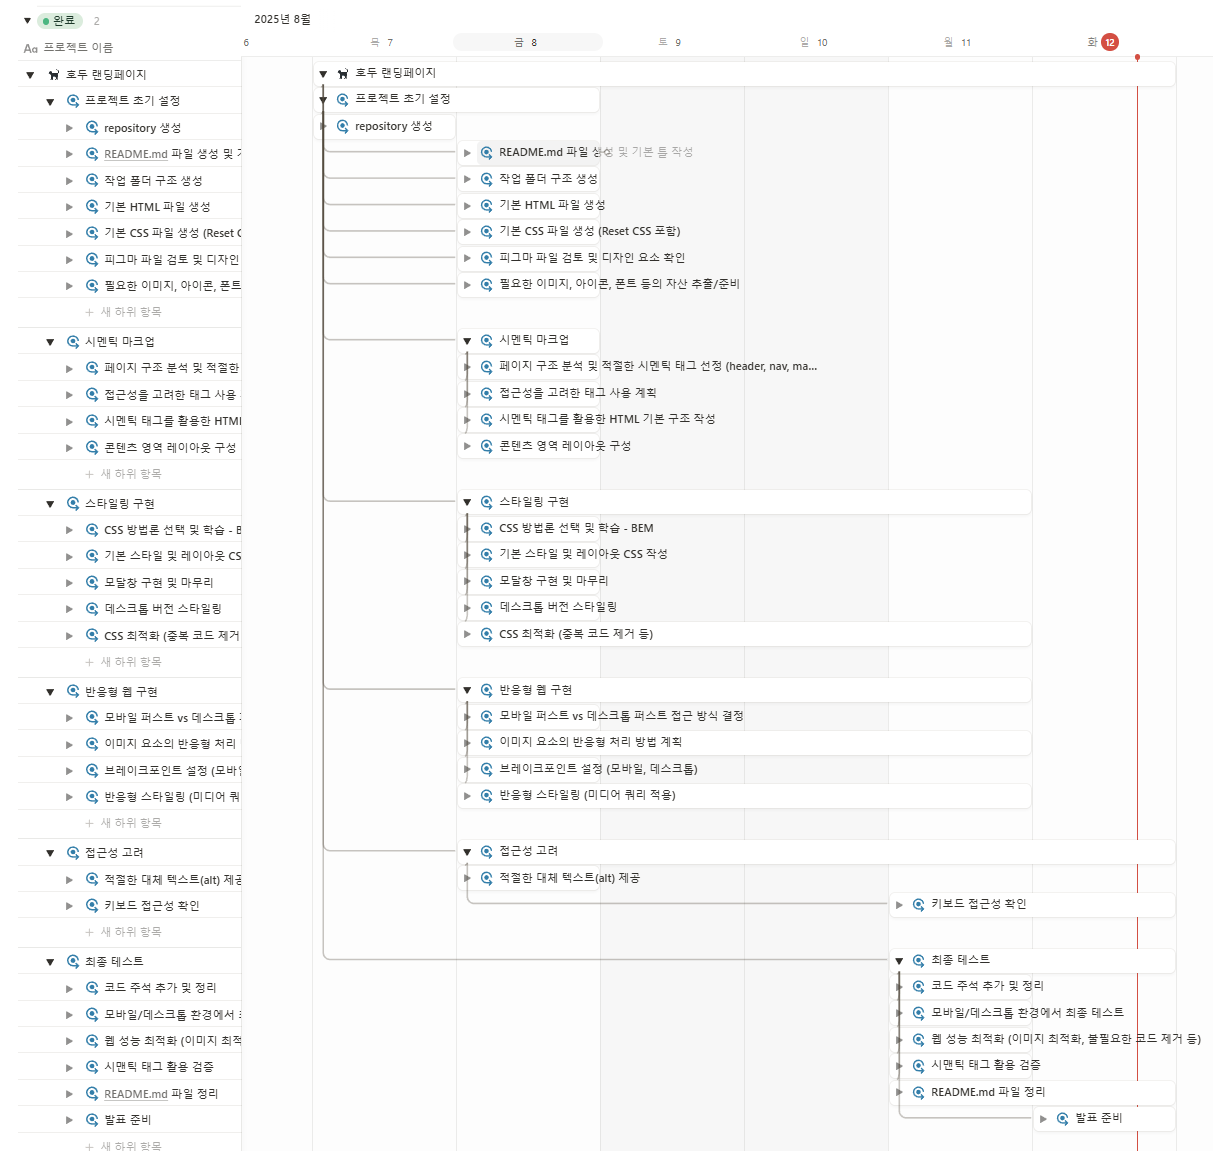 완료 2
2025년 8월
Aa 프로젝트 이름
6
목 7
금 8
토 9
일 10
월 11
화 12
호두 랜딩페이지
호두 랜딩페이지
프로젝트 초기 설정
프로젝트 초기 설정
repository 생성
repository 생성
README.md 파일 생성 및
README.md 파일 생성 및 기본 틀 작성
작업 폴더 구조 생성
작업 폴더 구조 생성
기본 HTML 파일 생성
기본 HTML 파일 생성
기본 CSS 파일 생성 (Reset C
기본 CSS 파일 생성 (Reset CSS 포함)
피그마 파일 검토 및 디자인
피그마 파일 검토 및 디자인 요소 확인
필요한 이미지, 아이콘, 폰트
필요한 이미지, 아이콘, 폰트 등의 자산 추출/준비
+ 새 하위 항목
시멘틱 마크업
시멘틱 마크업
페이지 구조 분석 및 적절한
페이지 구조 분석 및 적절한 시멘틱 태그 선정 (header, nav, ma...
접근성을 고려한 태그 사용
접근성을 고려한 태그 사용 계획
시멘틱 태그를 활용한 HTML
시멘틱 태그를 활용한 HTML 기본 구조 작성
콘텐츠 영역 레이아웃 구성
콘텐츠 영역 레이아웃 구성
+ 새 하위 항목
스타일링 구현
스타일링 구현
CSS 방법론 선택 및 학습 - B
CSS 방법론 선택 및 학습 - BEM
기본 스타일 및 레이아웃 CS
기본 스타일 및 레이아웃 CSS 작성
모달창 구현 및 마무리
모달창 구현 및 마무리
데스크톱 버전 스타일링
데스크톱 버전 스타일링
CSS 최적화 (중복 코드 제거
CSS 최적화 (중복 코드 제거 등)
+ 새 하위 항목
반응형 웹 구현
반응형 웹 구현
모바일 퍼스트 vs 데스크톱
모바일 퍼스트 vs 데스크톱 퍼스트 접근 방식 결정
이미지 요소의 반응형 처리
이미지 요소의 반응형 처리 방법 계획
브레이크포인트 설정 (모바일
브레이크포인트 설정 (모바일, 데스크톱)
반응형 스타일링 (미디어 쿼
반응형 스타일링 (미디어 쿼리 적용)
+ 새 하위 항목
접근성 고려
접근성 고려
적절한 대체 텍스트(alt) 제공
적절한 대체 텍스트(alt) 제공
키보드 접근성 확인
키보드 접근성 확인
+ 새 하위 항목
최종 테스트
최종 테스트
코드 주석 추가 및 정리
코드 주석 추가 및 정리
모바일/데스크톱 환경에서
모바일/데스크톱 환경에서 최종 테스트
웹 성능 최적화 (이미지 최적
웹 성능 최적화 (이미지 최적화, 불필요한 코드 제거 등)
시맨틱 태그 활용 검증
시맨틱 태그 활용 검증
README.md 파일 정리
README.md 파일 정리
발표 준비
발표 준비
+ 새 하위 항목